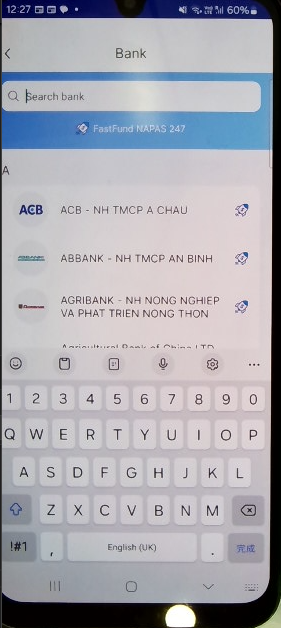 12:27
60%
Bank
Search bank
FastFund NAPAS 247
A
ACB
ACB - NH TMCP A CHAU
ABBANK
ABBANK - NH TMCP AN BINH
AGRIBANK - NH NONG NGHIEP
VA PHAT TRIEN NONG THON
Agricultural Bank of China LTD
1 2 3 4 5 6 7 8 9 0
Q W E R T Y U I O P
A S D F G H J K L
Z X C V B N M
!#1 , English (UK) . 完成